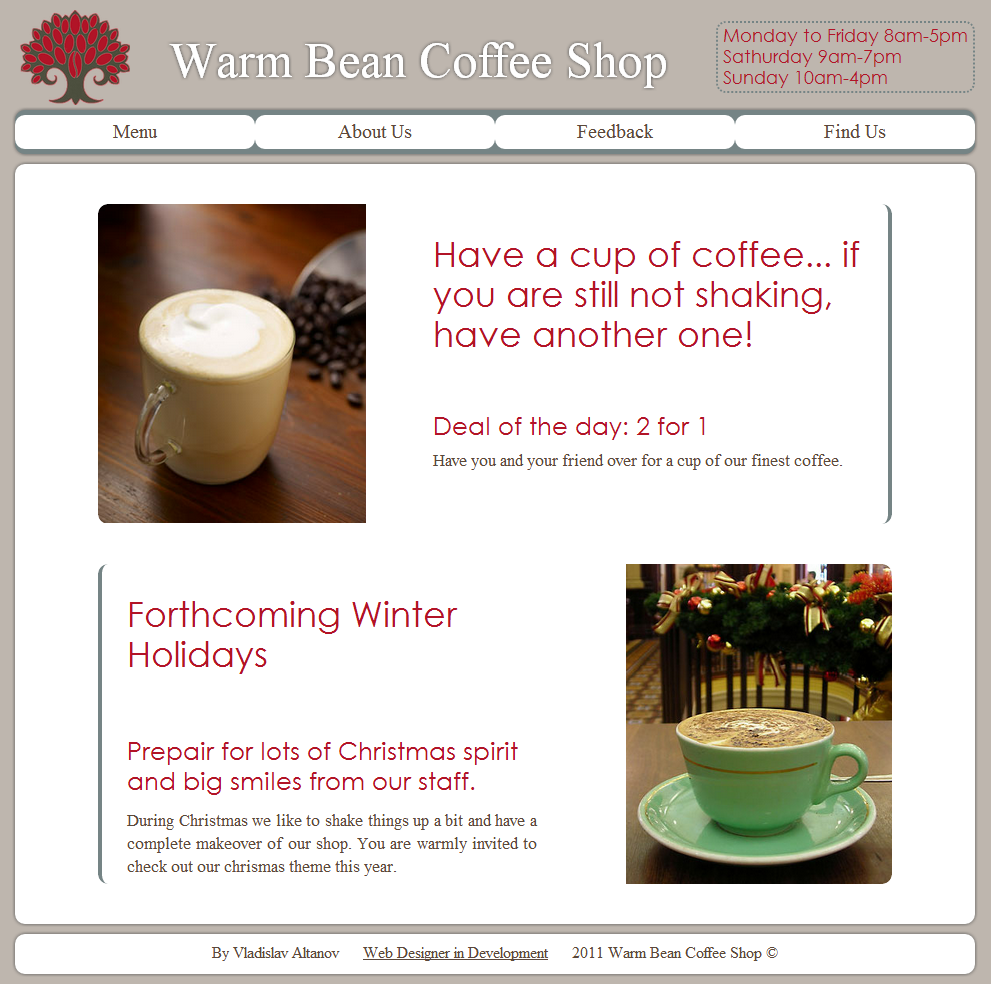 Warm Bean Coffee Shop
Monday to Friday 8am-5pm
Sathurday 9am-7pm
Sunday 10am-4pm
Menu
About Us
Feedback
Find Us
Have a cup of coffee... if
you are still not shaking,
have another one!
Deal of the day: 2 for 1
Have you and your friend over for a cup of our finest coffee.
Forthcoming Winter
Holidays
Prepair for lots of Christmas spirit
and big smiles from our staff.
During Christmas we like to shake things up a bit and have a
complete makeover of our shop. You are warmly invited to
check out our chrismas theme this year.
By Vladislav Altanov Web Designer in Development 2011 Warm Bean Coffee Shop ©